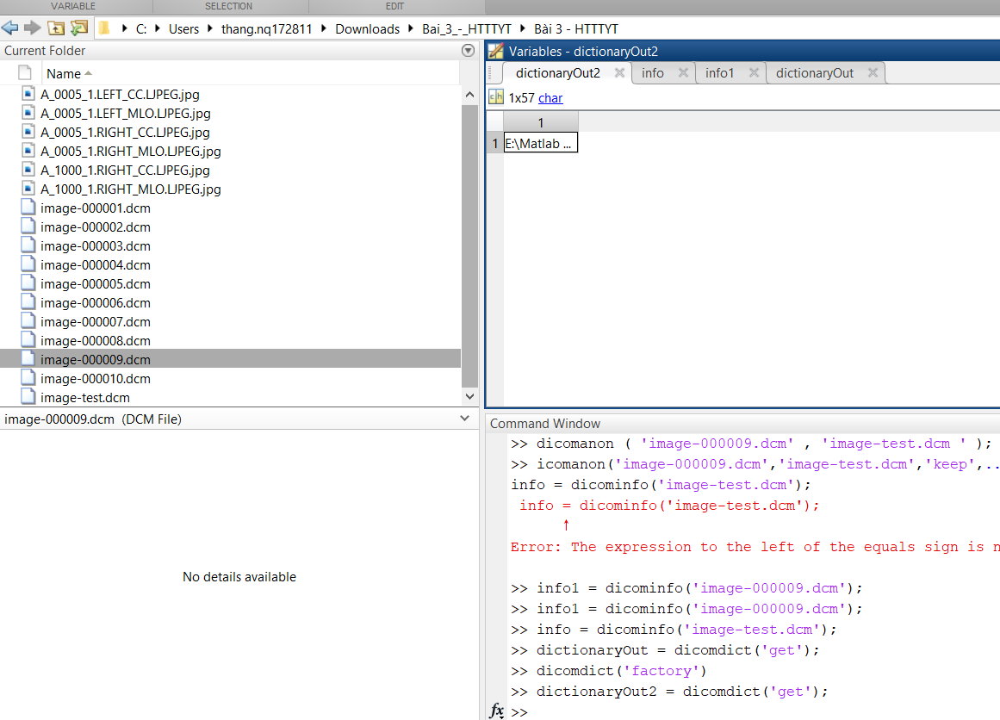 VARIABLE SELECTION EDIT
C: Users thang.nq172811 Downloads Bai_3_-_HTTTYT Bài 3 - HTTTYT
Current Folder
Name
A_0005_1.LEFT_CC.LJPEG.jpg
A_0005_1.LEFT_MLO.LJPEG.jpg
A_0005_1.RIGHT_CC.LJPEG.jpg
A_0005_1.RIGHT_MLO.LJPEG.jpg
A_1000_1.RIGHT_CC.LJPEG.jpg
A_1000_1.RIGHT_MLO.LJPEG.jpg
image-000001.dcm
image-000002.dcm
image-000003.dcm
image-000004.dcm
image-000005.dcm
image-000006.dcm
image-000007.dcm
image-000008.dcm
image-000009.dcm
image-000010.dcm
image-test.dcm
image-000009.dcm (DCM File)
No details available
Variables - dictionaryOut2
dictionaryOut2 info info1 dictionaryOut
1x57 char
1
1 E:\Matlab ...
Command Window
>> dicomanon ( 'image-000009.dcm' , 'image-test.dcm ' );
>> icomanon('image-000009.dcm','image-test.dcm','keep',..
info = dicominfo('image-test.dcm');
info = dicominfo('image-test.dcm');
↑
Error: The expression to the left of the equals sign is n
>> info1 = dicominfo('image-000009.dcm');
>> info1 = dicominfo('image-000009.dcm');
>> info = dicominfo('image-test.dcm');
>> dictionaryOut = dicomdict('get');
>> dicomdict('factory')
>> dictionaryOut2 = dicomdict('get');
fx >>